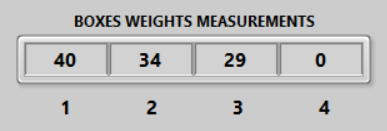 BOXES WEIGHTS MEASUREMENTS
40 34 29 0
1 2 3 4